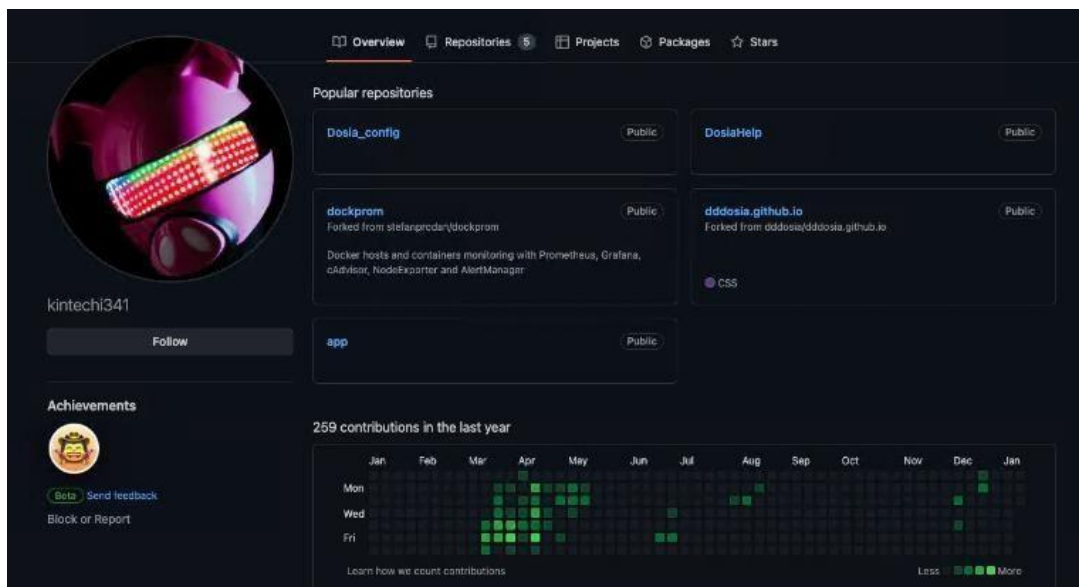 Overview Repositories 5 Projects Packages Stars
Popular repositories
Dosia_config Public
DosiaHelp Public
dockprom Public
Forked from stefanprodan/dockprom
Docker hosts and containers monitoring with Prometheus, Grafana,
cAdvisor, NodeExporter and AlertManager
dddosia.github.io Public
Forked from dddosia/dddosia.github.io
CSS
app Public
kintechi341
Follow
Achievements
Beta Send feedback
Block or Report
259 contributions in the last year
Jan Feb Mar Apr May Jun Jul Aug Sep Oct Nov Dec Jan
Mon
Wed
Fri
Learn how we count contributions
Less More